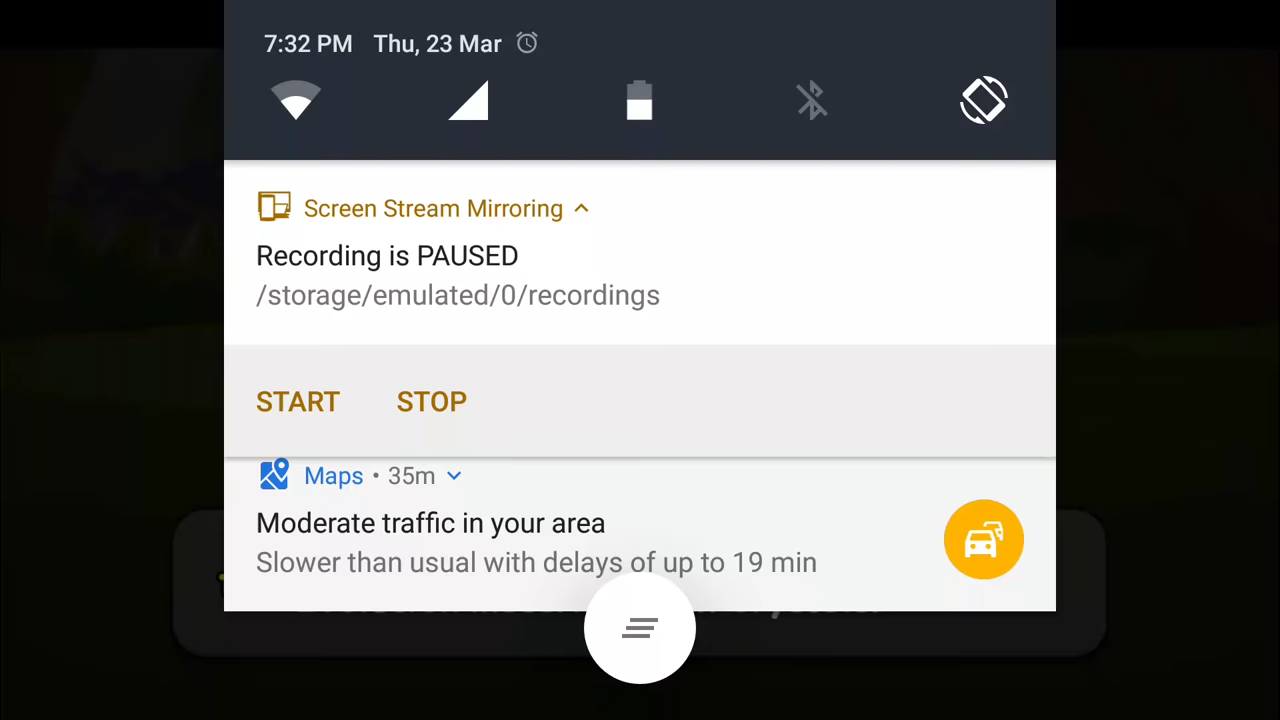 7:32 PM Thu, 23 Mar
Screen Stream Mirroring
Recording is PAUSED
/storage/emulated/0/recordings
START STOP
Maps • 35m
Moderate traffic in your area
Slower than usual with delays of up to 19 min